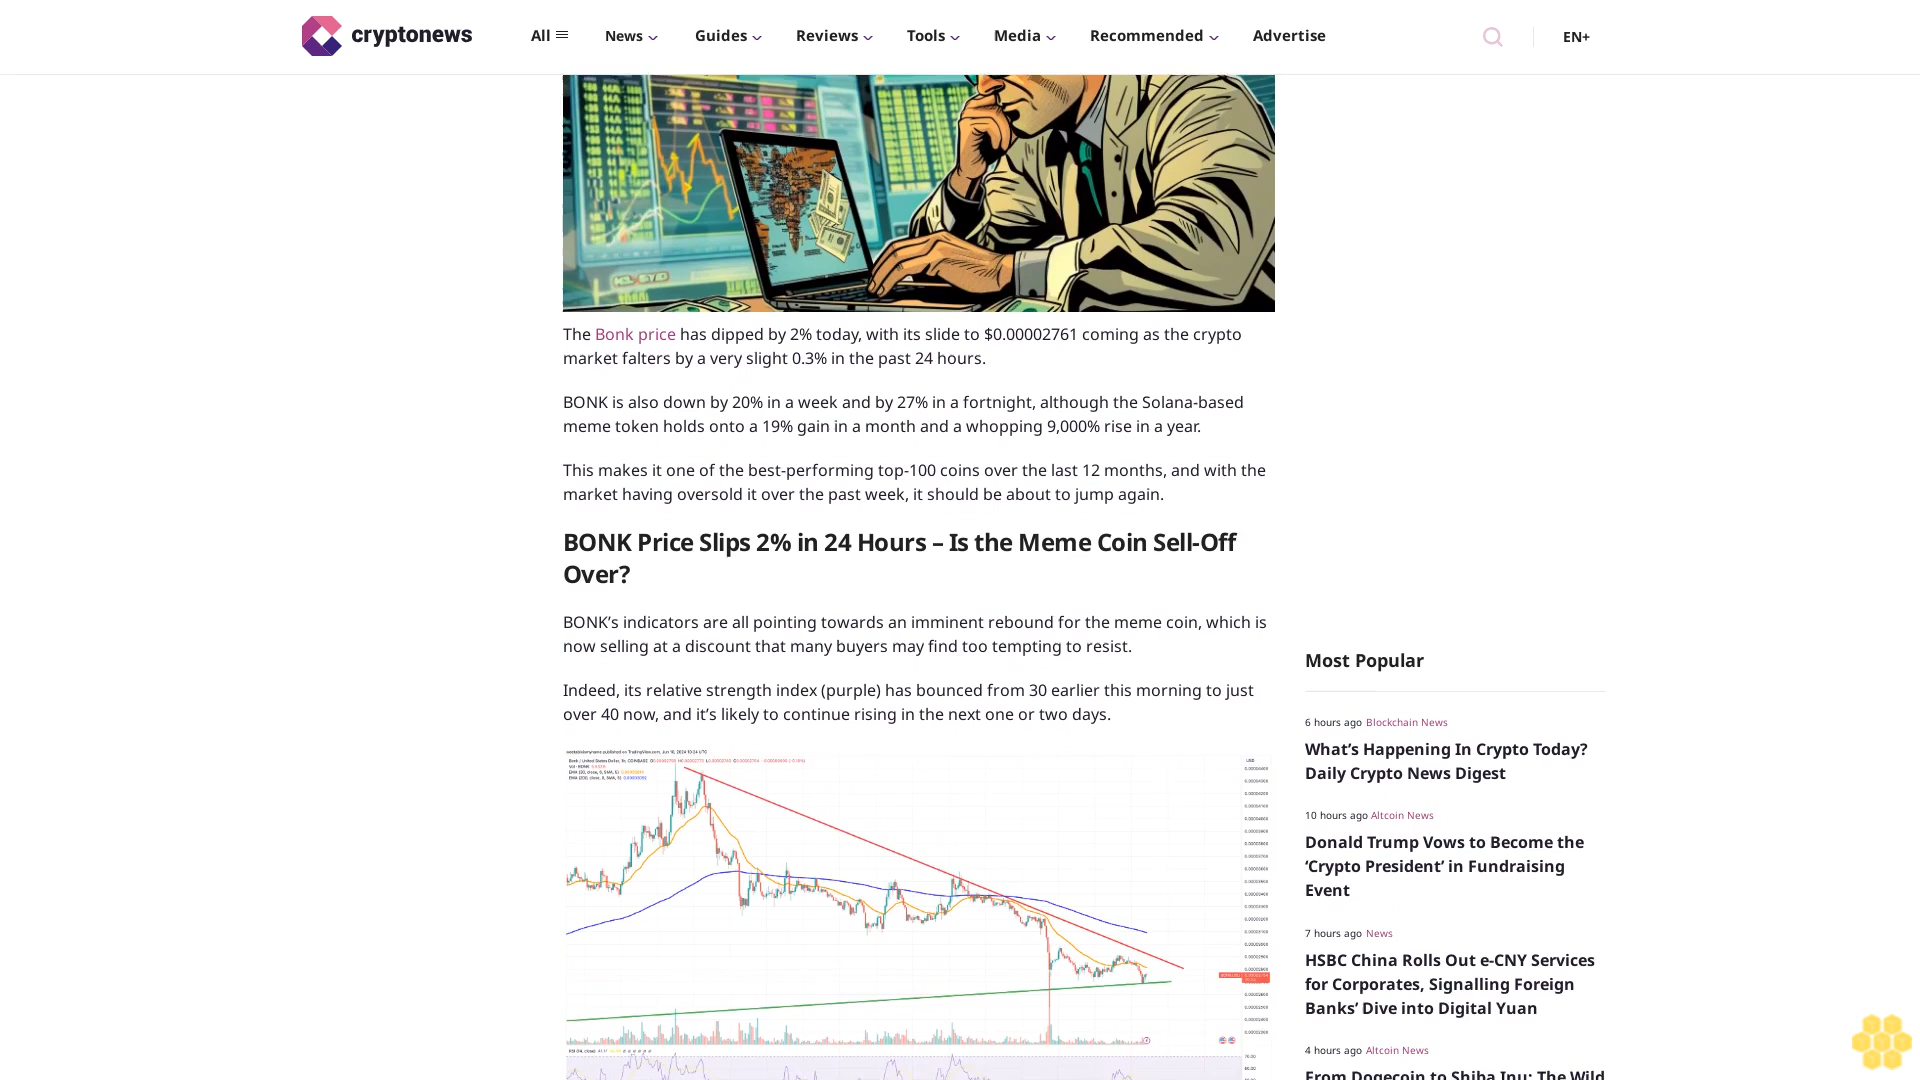 cryptonews
All
News
Guides
Reviews
Tools
Media
Recommended
Advertise
EN+
The Bonk price has dipped by 2% today, with its slide to $0.00002761 coming as the crypto
market falters by a very slight 0.3% in the past 24 hours.
BONK is also down by 20% in a week and by 27% in a fortnight, although the Solana-based
meme token holds onto a 19% gain in a month and a whopping 9,000% rise in a year.
This makes it one of the best-performing top-100 coins over the last 12 months, and with the
market having oversold it over the past week, it should be about to jump again.
BONK Price Slips 2% in 24 Hours – Is the Meme Coin Sell-Off
Over?
BONK’s indicators are all pointing towards an imminent rebound for the meme coin, which is
now selling at a discount that many buyers may find too tempting to resist.
Indeed, its relative strength index (purple) has bounced from 30 earlier this morning to just
over 40 now, and it’s likely to continue rising in the next one or two days.
Most Popular
6 hours ago Blockchain News
What’s Happening In Crypto Today?
Daily Crypto News Digest
10 hours ago Altcoin News
Donald Trump Vows to Become the
‘Crypto President’ in Fundraising
Event
7 hours ago News
HSBC China Rolls Out e-CNY Services
for Corporates, Signalling Foreign
Banks’ Dive into Digital Yuan
4 hours ago Altcoin News
From Dogecoin to Shiba Inu: The Wild